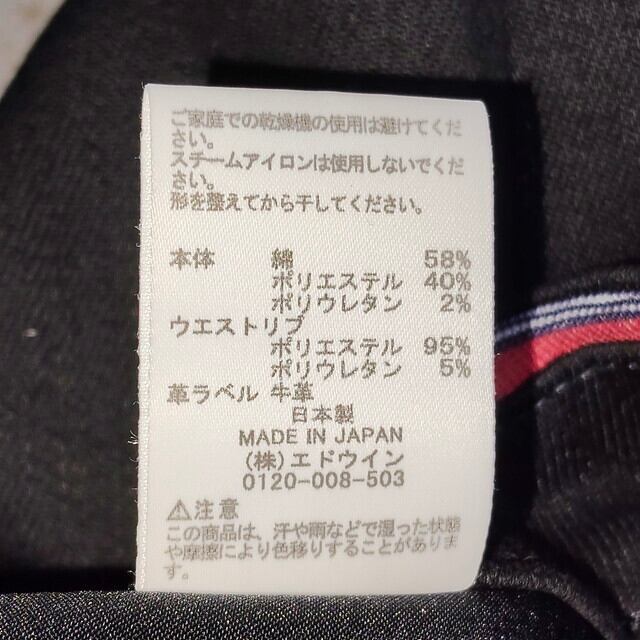 ご家庭での乾燥機の使用は避けてくだ
さい。
スチームアイロンは使用しないでくだ
さい。
形を整えてから干してください。
本体 綿 58%
ポリエステル 40%
ポリウレタン 2%
ウエストリブ
ポリエステル 95%
ポリウレタン 5%
革ラベル 牛革
日本製
MADE IN JAPAN
(株)エドウイン
0120-008-503
⚠注意
この商品は、汗や雨などで湿った状態
や摩擦により色移りすることがありま
す。